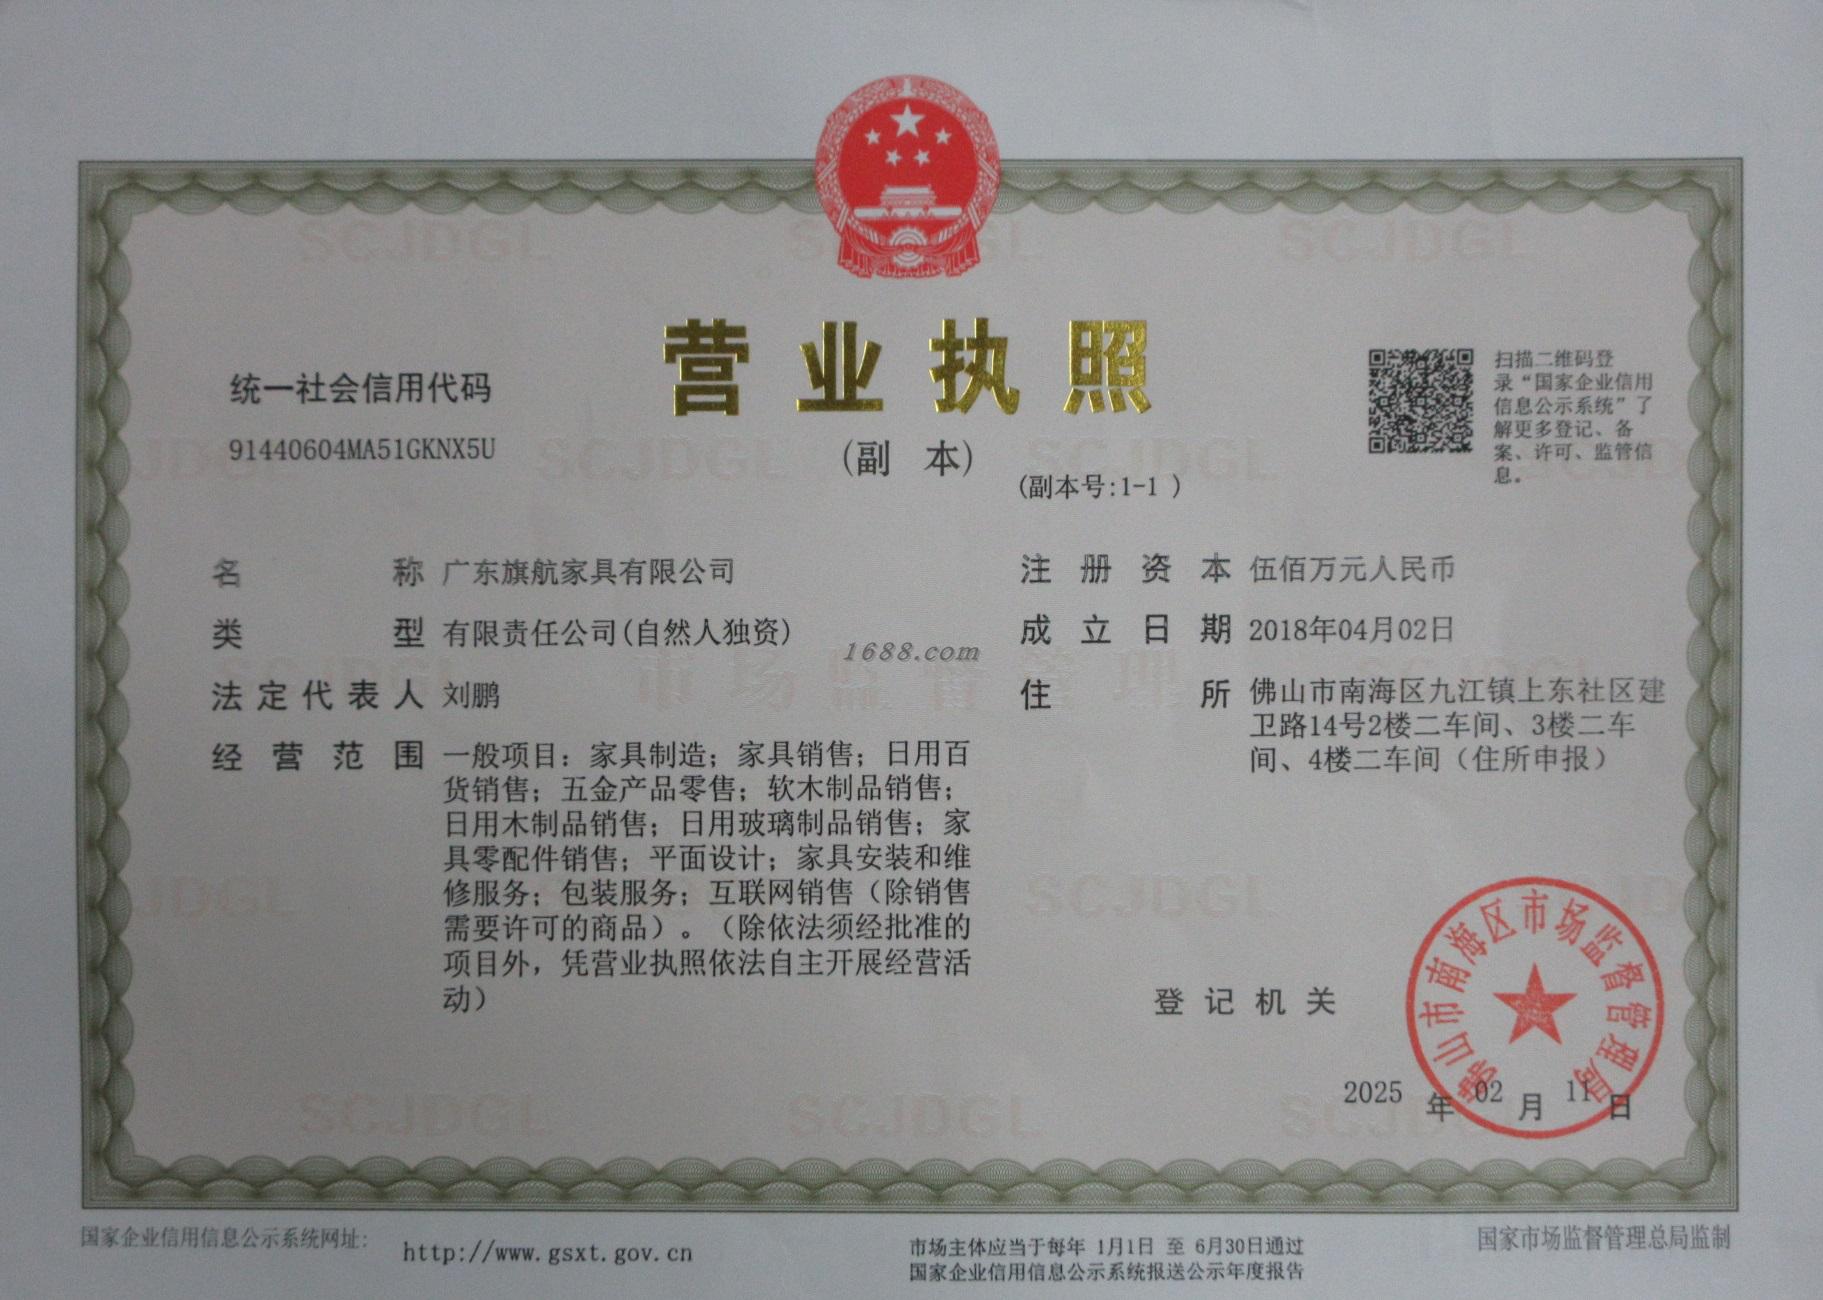 营业执照
(副 本)
(副本号:1-1 )
统一社会信用代码
91440604MA51GKNX5U
扫描二维码登
录“国家企业信用
信息公示系统”了
解更多登记、备
案、许可、监管信
息。
名 称 广东旗航家具有限公司
类 型 有限责任公司(自然人独资)
法定代表人 刘鹏
经 营 范 围 一般项目：家具制造；家具销售；日用百
货销售；五金产品零售；软木制品销售；
日用木制品销售；日用玻璃制品销售；家
具零配件销售；平面设计；家具安装和维
修服务；包装服务；互联网销售（除销售
需要许可的商品）。（除依法须经批准的
项目外，凭营业执照依法自主开展经营活
动）
注 册 资 本 伍佰万元人民币
成 立 日 期 2018年04月02日
住 所 佛山市南海区九江镇上东社区建
卫路14号2楼二车间、3楼二车
间、4楼二车间（住所申报）
1688.com
SCJDGL
SCJDGL
市场监督管理
登 记 机 关
佛山市南海区市场监督管理局
2025 年 02 月 11 日
国家企业信用信息公示系统网址：
http://www.gsxt.gov.cn
市场主体应当于每年 1月1日 至 6月30日通过
国家企业信用信息公示系统报送公示年度报告
国家市场监督管理总局监制